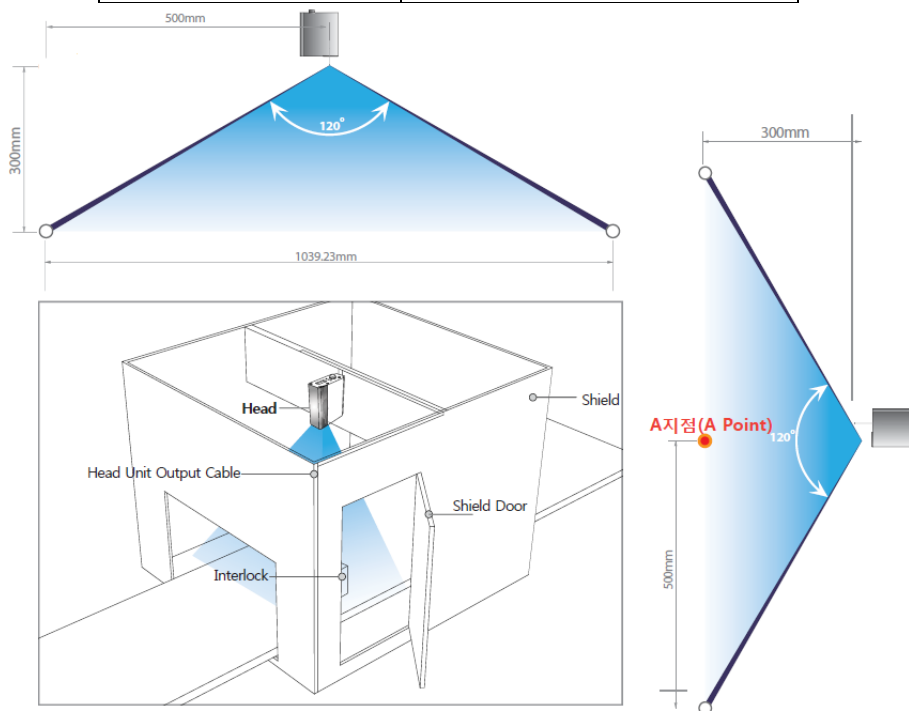 500mm
300mm
120°
1039.23mm
300mm
A지점(A Point)
120°
500mm
Head
Shield
Head Unit Output Cable
Shield Door
Interlock